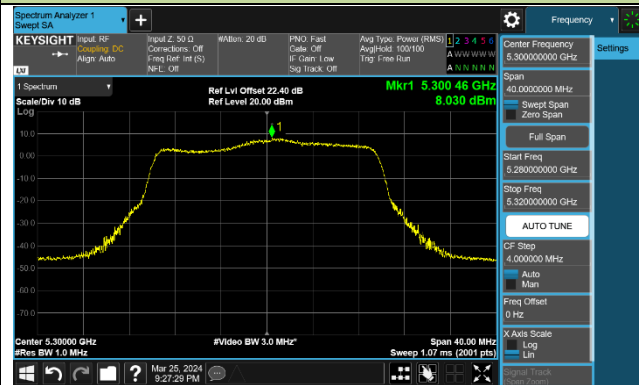 Spectrum Analyzer 1
Swept SA
+
Frequency
KEYSIGHT
Input: RF
Coupling: DC
Align: Auto
Input Z: 50 Ω
Corrections: Off
Freq Ref: Int (S)
NFE: Off
#Atten: 20 dB
PNO: Fast
Gate: Off
IF Gain: Low
Sig Track: Off
Avg Type: Power (RMS)
Avg|Hold: 100/100
Trig: Free Run
1 2 3 4 5 6
A W W W W W
A N N N N N
LXI
1 Spectrum
Scale/Div 10 dB
Log
Ref Lvl Offset 22.40 dB
Ref Level 20.00 dBm
Mkr1 5.300 46 GHz
8.030 dBm
1
10.0
0.00
-10.0
-20.0
-30.0
-40.0
-50.0
-60.0
-70.0
Center 5.30000 GHz
#Res BW 1.0 MHz
#Video BW 3.0 MHz*
Span 40.00 MHz
Sweep 1.07 ms (2001 pts)
Center Frequency
5.300000000 GHz
Settings
Span
40.0000000 MHz
Swept Span
Zero Span
Full Span
Start Freq
5.280000000 GHz
Stop Freq
5.320000000 GHz
AUTO TUNE
CF Step
4.000000 MHz
Auto
Man
Freq Offset
0 Hz
X Axis Scale
Log
Lin
Signal Track
(Span Zoom)
?
Mar 25, 2024
9:27:29 PM